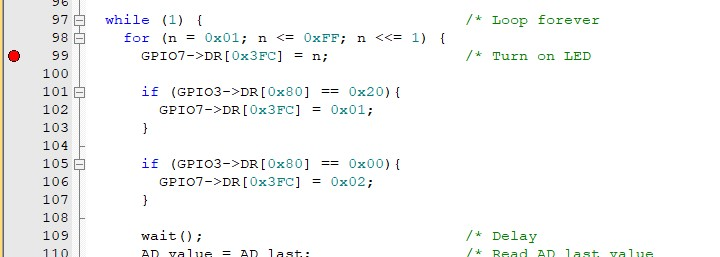 96
97 while (1) { /* Loop forever
98 for (n = 0x01; n <= 0xFF; n <<= 1) {
99 GPIO7->DR[0x3FC] = n; /* Turn on LED
100
101 if (GPIO3->DR[0x80] == 0x20){
102 GPIO7->DR[0x3FC] = 0x01;
103 }
104
105 if (GPIO3->DR[0x80] == 0x00){
106 GPIO7->DR[0x3FC] = 0x02;
107 }
108
109 wait(); /* Delay
110 AD_value = AD_last; /* Read AD_last value